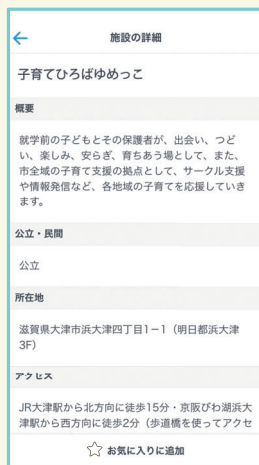 施設の詳細
子育てひろばゆめっこ
概要
就学前の子どもとその保護者が、出会い、つど
い、楽しみ、安らぎ、育ちあう場として、また、
市全域の子育て支援の拠点として、サークル支援
や情報発信など、各地域の子育てを応援していき
ます。
公立・民間
公立
所在地
滋賀県大津市浜大津四丁目1−1（明日都浜大津
3F）
アクセス
JR大津駅から北方向に徒歩15分・京阪びわ湖浜大
津駅から西方向に徒歩2分（歩道橋を使ってアクセ
お気に入りに追加